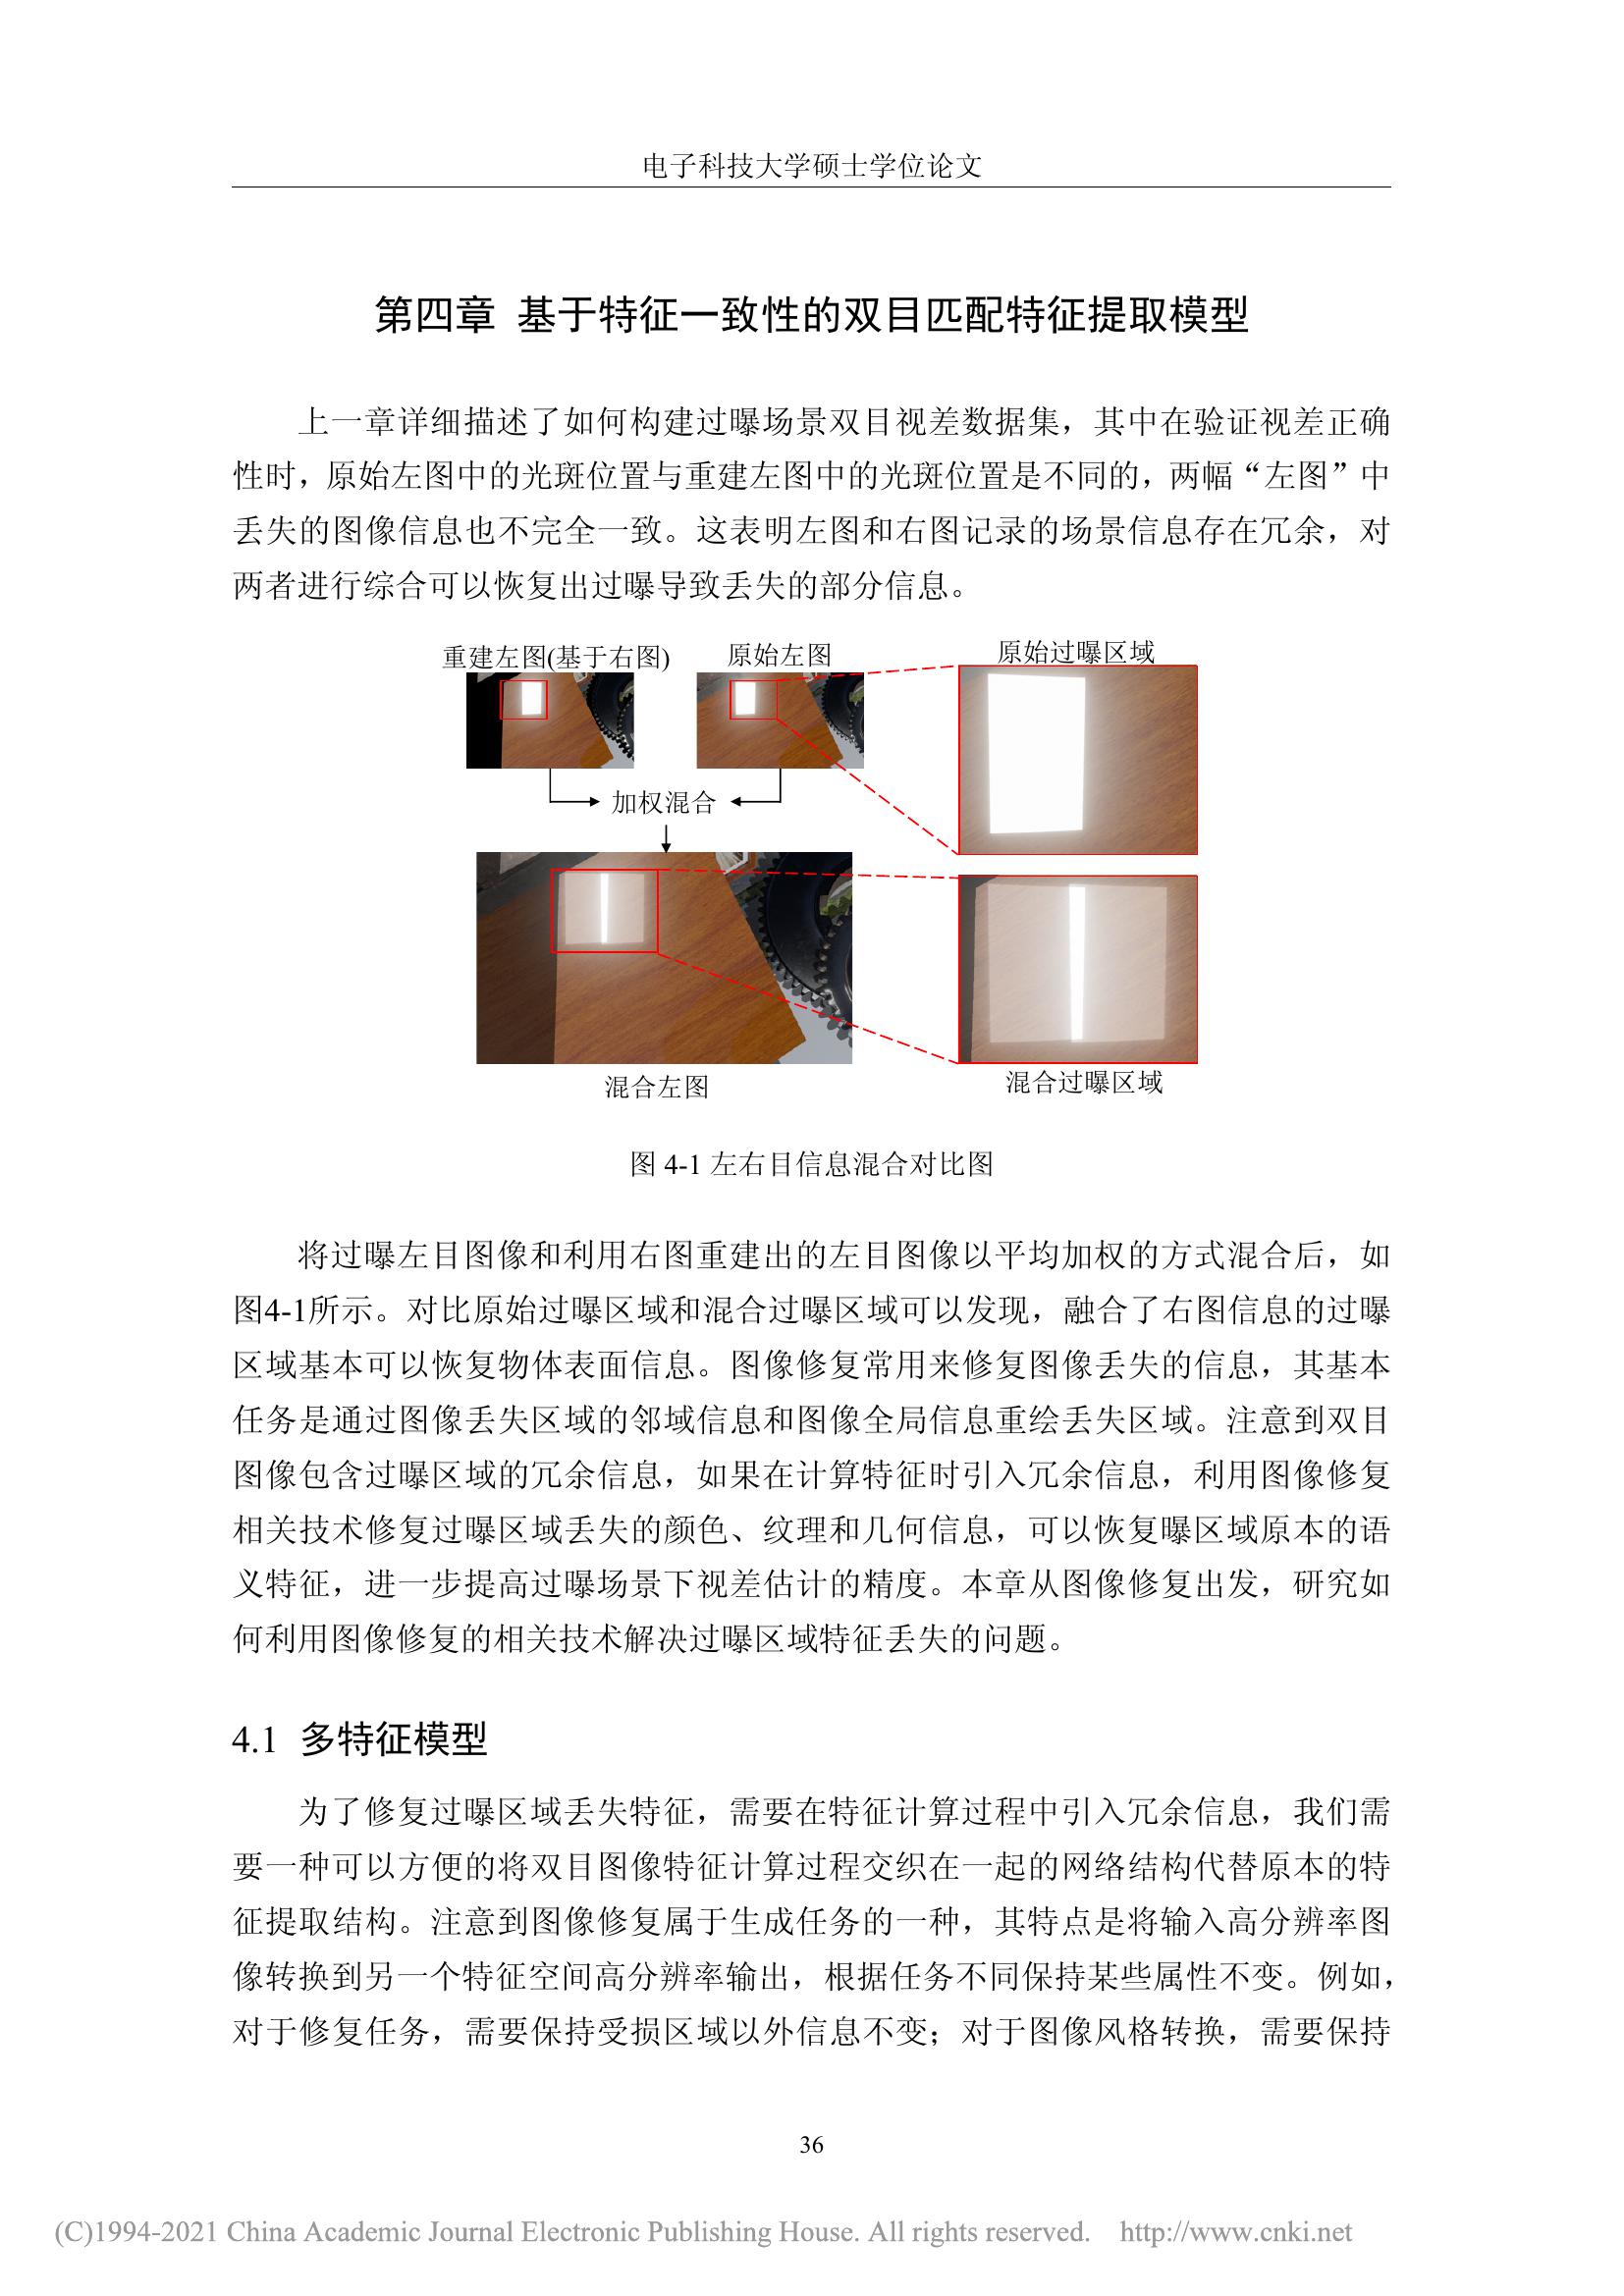 电子科技大学硕士学位论文
第四章 基于特征一致性的双目匹配特征提取模型
上一章详细描述了如何构建过曝场景双目视差数据集，其中在验证视差正确
性时，原始左图中的光斑位置与重建左图中的光斑位置是不同的，两幅“左图”中
丢失的图像信息也不完全一致。这表明左图和右图记录的场景信息存在冗余，对
两者进行综合可以恢复出过曝导致丢失的部分信息。
重建左图(基于右图) 原始左图 原始过曝区域
加权混合
混合左图 混合过曝区域
图 4-1 左右目信息混合对比图
将过曝左目图像和利用右图重建出的左目图像以平均加权的方式混合后，如
图4-1所示。对比原始过曝区域和混合过曝区域可以发现，融合了右图信息的过曝
区域基本可以恢复物体表面信息。图像修复常用来修复图像丢失的信息，其基本
任务是通过图像丢失区域的邻域信息和图像全局信息重绘丢失区域。注意到双目
图像包含过曝区域的冗余信息，如果在计算特征时引入冗余信息，利用图像修复
相关技术修复过曝区域丢失的颜色、纹理和几何信息，可以恢复曝区域原本的语
义特征，进一步提高过曝场景下视差估计的精度。本章从图像修复出发，研究如
何利用图像修复的相关技术解决过曝区域特征丢失的问题。
4.1 多特征模型
为了修复过曝区域丢失特征，需要在特征计算过程中引入冗余信息，我们需
要一种可以方便的将双目图像特征计算过程交织在一起的网络结构代替原本的特
征提取结构。注意到图像修复属于生成任务的一种，其特点是将输入高分辨率图
像转换到另一个特征空间高分辨率输出，根据任务不同保持某些属性不变。例如，
对于修复任务，需要保持受损区域以外信息不变；对于图像风格转换，需要保持
36
(C)1994-2021 China Academic Journal Electronic Publishing House. All rights reserved. http://www.cnki.net